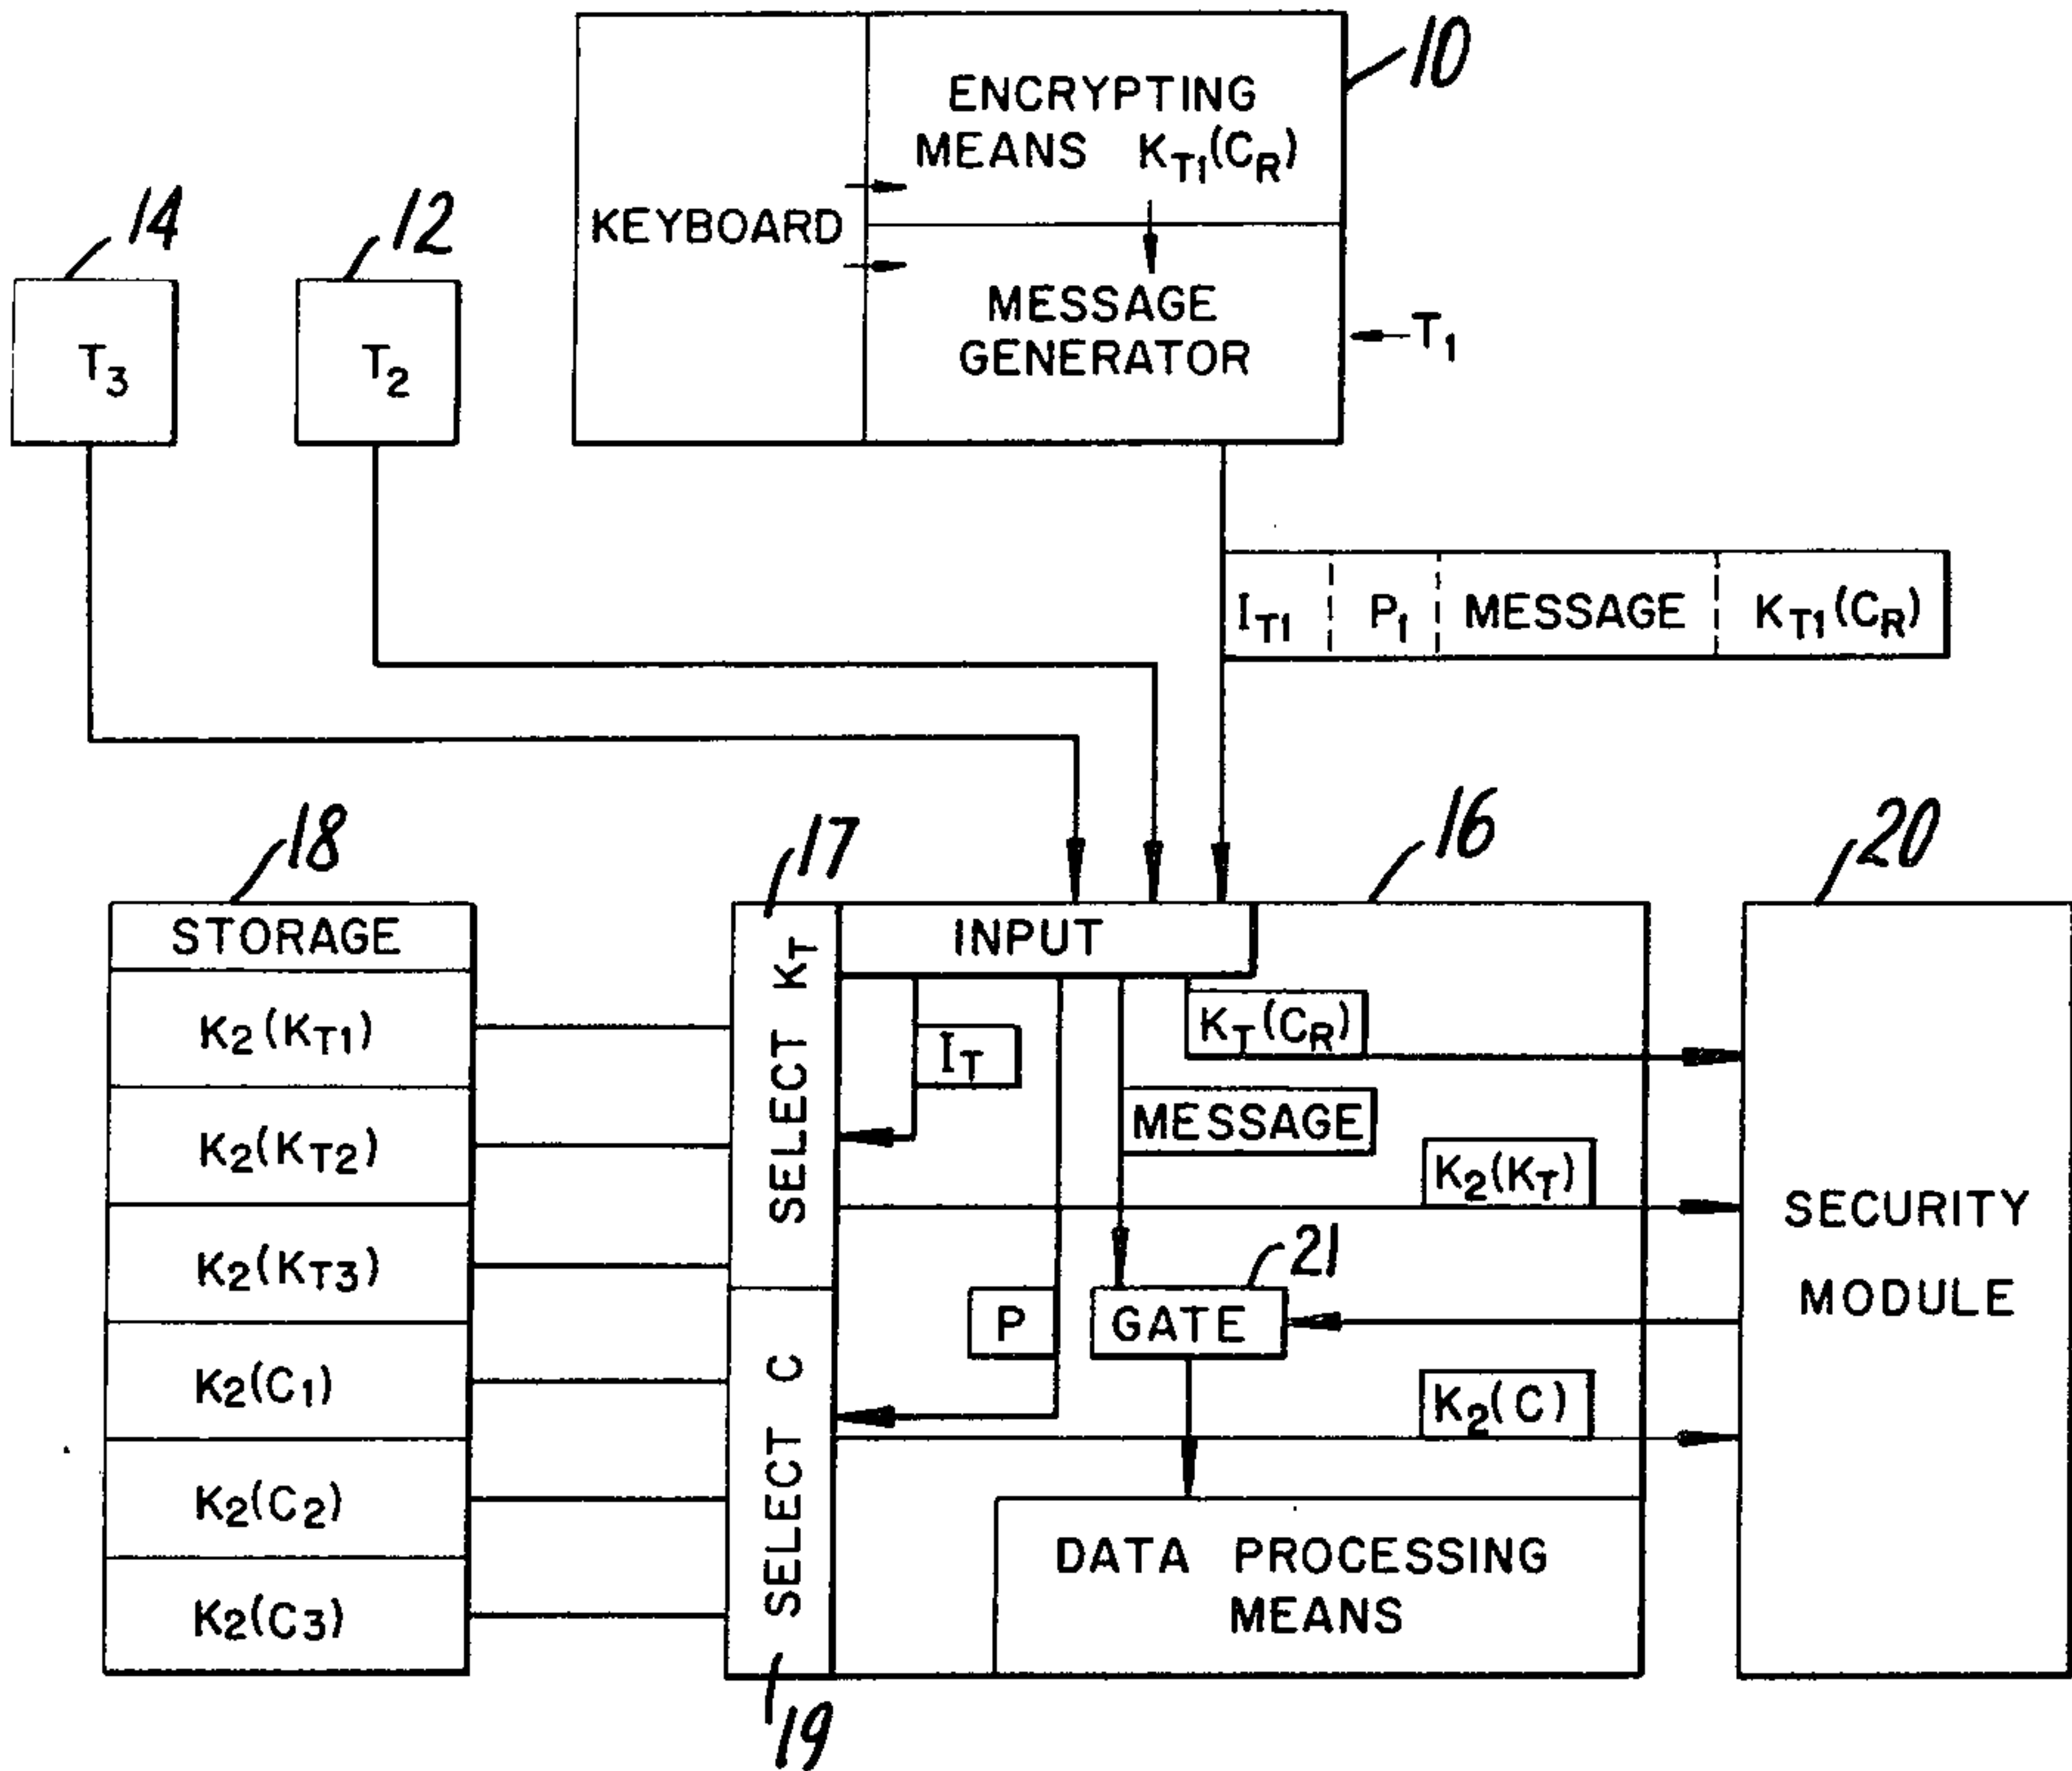 10
ENCRYPTING
MEANS K_T1(C_R)
KEYBOARD
MESSAGE
GENERATOR
T_1
14
T_3
12
T_2
I_T1 P_1 MESSAGE K_T1(C_R)
18
STORAGE
K_2(K_T1)
K_2(K_T2)
K_2(K_T3)
K_2(C_1)
K_2(C_2)
K_2(C_3)
17
SELECT K_T
SELECT C
19
16
INPUT
K_T(C_R)
I_T
MESSAGE
K_2(K_T)
21
P
GATE
K_2(C)
DATA PROCESSING
MEANS
20
SECURITY
MODULE